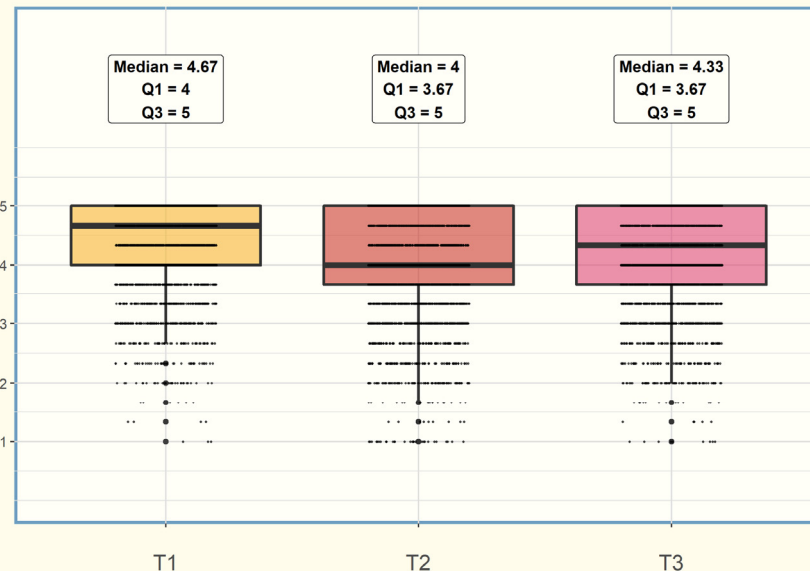 Median = 4.67
Q1 = 4
Q3 = 5
Median = 4
Q1 = 3.67
Q3 = 5
Median = 4.33
Q1 = 3.67
Q3 = 5
5
4
3
2
1
T1
T2
T3